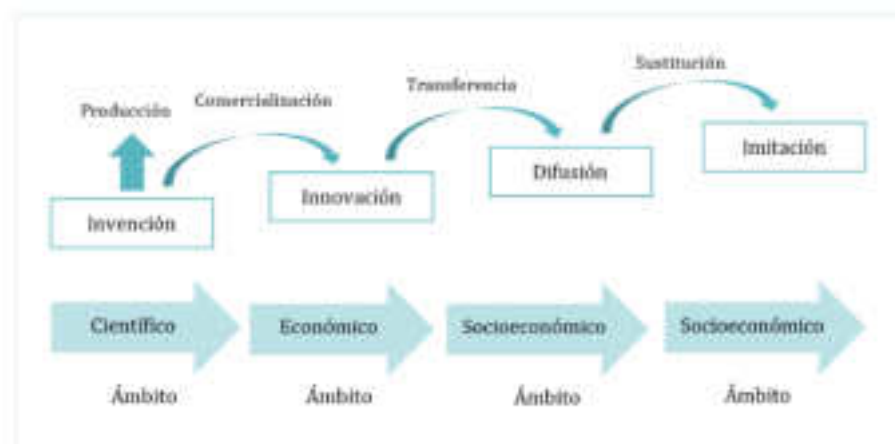 Sustitución
Transferencia
Comercialización
Producción
Invención
Innovación
Difusión
Imitación
Científico
Económico
Socioeconómico
Socioeconómico
Ámbito
Ámbito
Ámbito
Ámbito